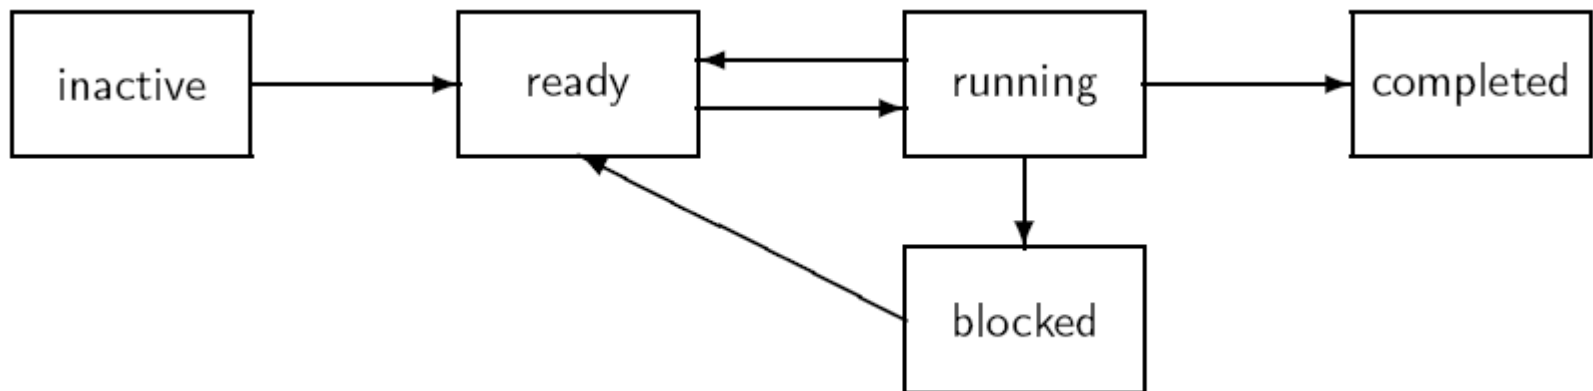 inactive
ready
running
completed
blocked